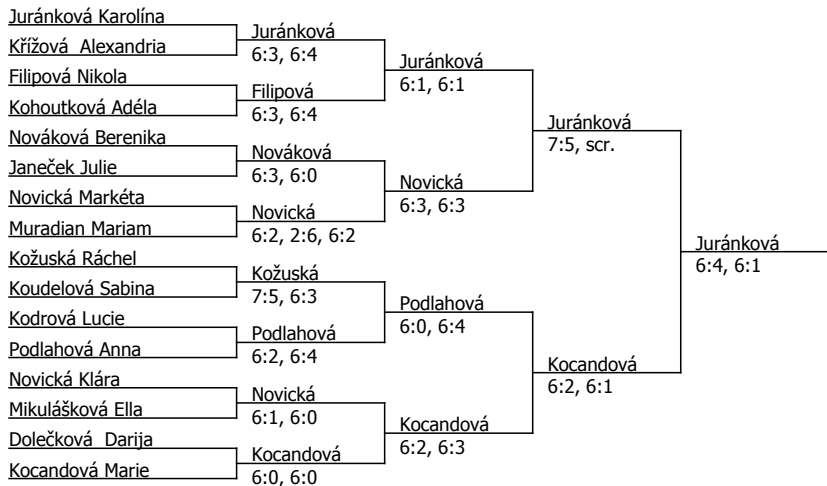 Juránková Karolína
Křížová  Alexandria
Filipová Nikola
Kohoutková Adéla
Nováková Berenika
Janeček Julie
Novická Markéta
Muradian Mariam
Kožuská Ráchel
Koudelová Sabina
Kodrová Lucie
Podlahová Anna
Novická Klára
Mikulášková Ella
Dolečková  Darija
Kocandová Marie
Juránková
6:3, 6:4
Filipová
6:3, 6:4
Nováková
6:3, 6:0
Novická
6:2, 2:6, 6:2
Kožuská
7:5, 6:3
Podlahová
6:2, 6:4
Novická
6:1, 6:0
Kocandová
6:0, 6:0
Juránková
6:1, 6:1
Novická
6:3, 6:3
Podlahová
6:0, 6:4
Kocandová
6:2, 6:3
Juránková
7:5, scr.
Kocandová
6:2, 6:1
Juránková
6:4, 6:1